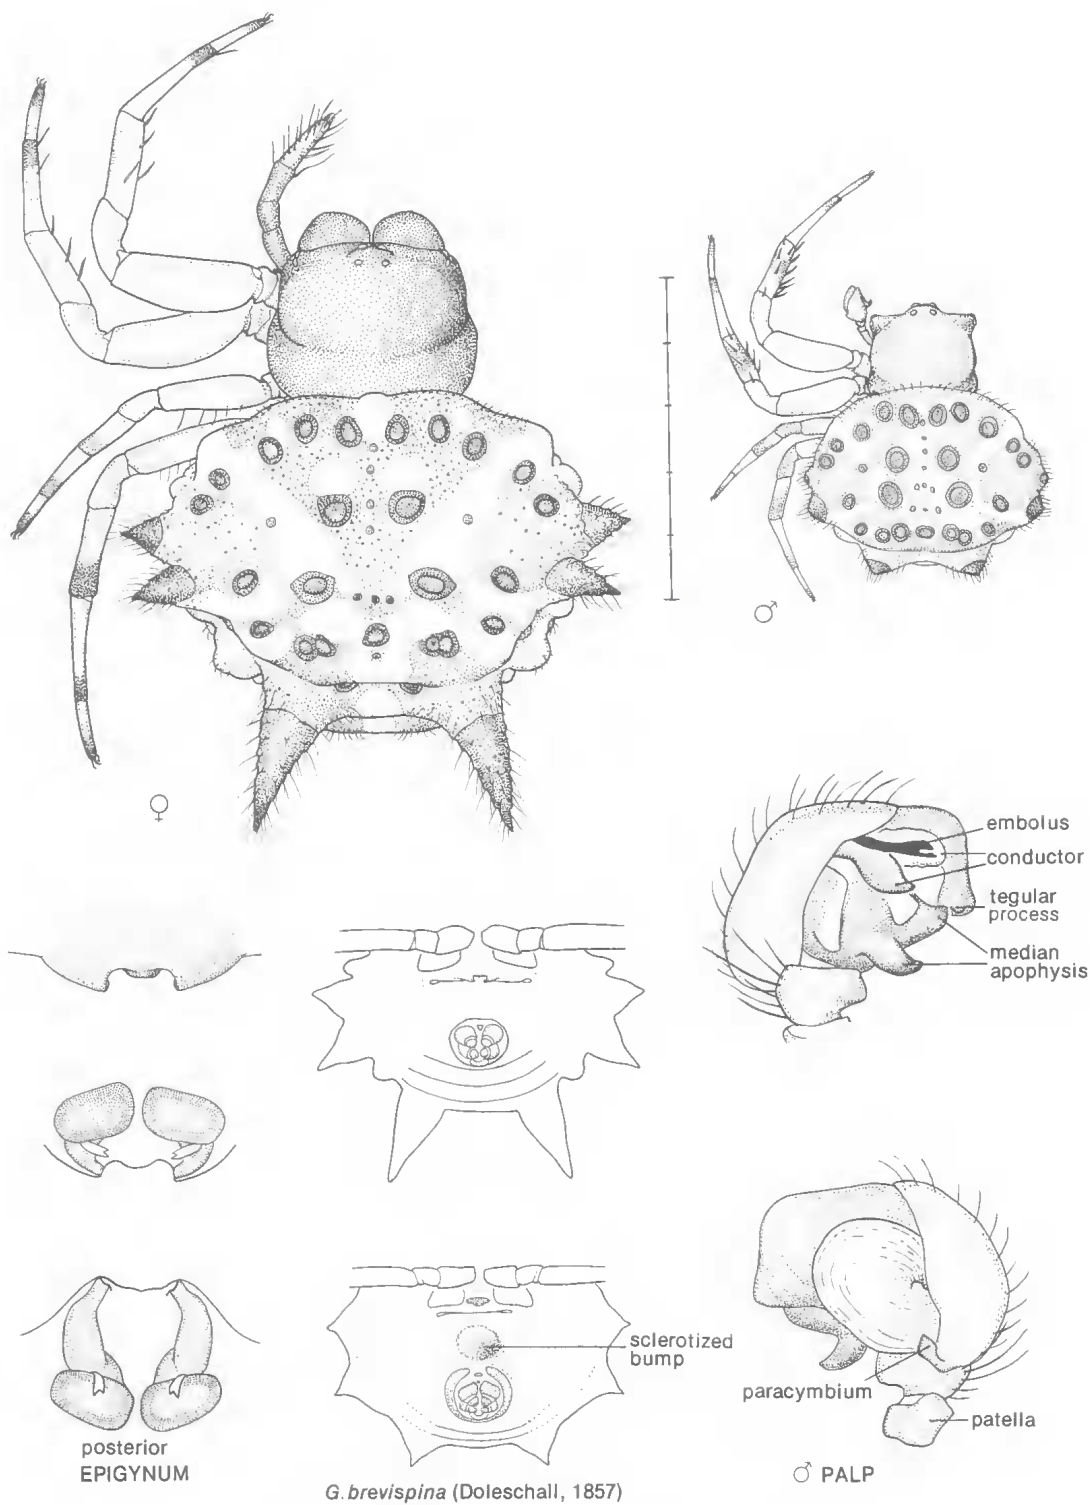 ♀
♂
embolus
conductor
tegular
process
median
apophysis
sclerotized
bump
paracymbium
patella
posterior
EPIGYNUM
♂ PALP
G. brevispina (Doleschall, 1857)